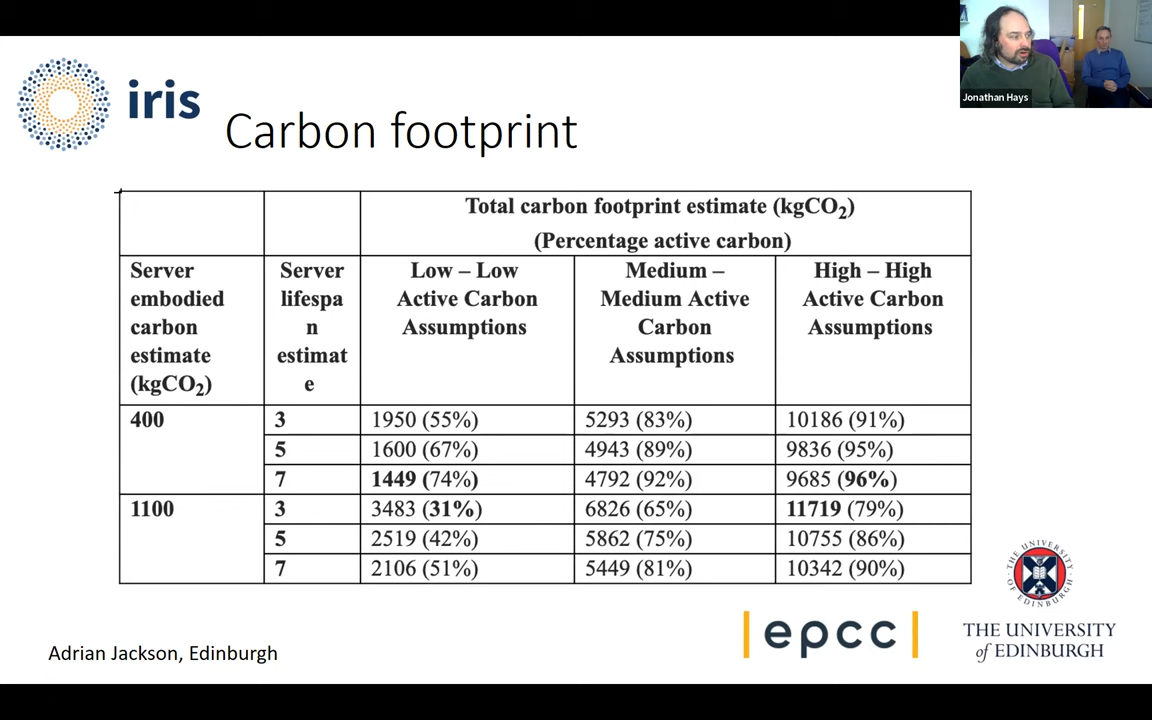 Jonathan Hays
iris
Carbon footprint
Total carbon footprint estimate (kgCO₂)
(Percentage active carbon)
Server
embodied
carbon
estimate
(kgCO₂)
Server
lifespa
n
estimat
e
Low – Low
Active Carbon
Assumptions
Medium –
Medium Active
Carbon
Assumptions
High – High
Active Carbon
Assumptions
400 3 1950 (55%) 5293 (83%) 10186 (91%)
5 1600 (67%) 4943 (89%) 9836 (95%)
7 1449 (74%) 4792 (92%) 9685 (96%)
1100 3 3483 (31%) 6826 (65%) 11719 (79%)
5 2519 (42%) 5862 (75%) 10755 (86%)
7 2106 (51%) 5449 (81%) 10342 (90%)
THE UNIVERSITY
OF EDINBURGH
epcc
THE UNIVERSITY
of EDINBURGH
Adrian Jackson, Edinburgh